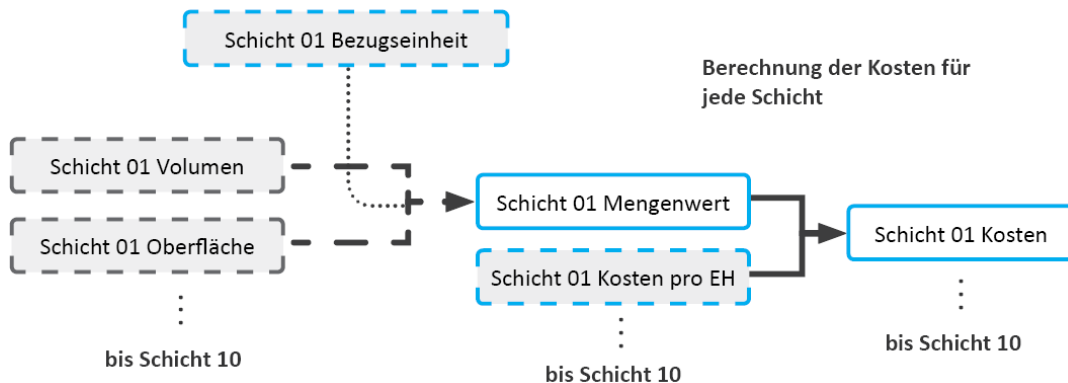 Schicht 01 Bezugseinheit
Berechnung der Kosten für
jede Schicht
Schicht 01 Volumen
Schicht 01 Mengenwert
Schicht 01 Oberfläche
Schicht 01 Kosten
Schicht 01 Kosten pro EH
bis Schicht 10
bis Schicht 10
bis Schicht 10